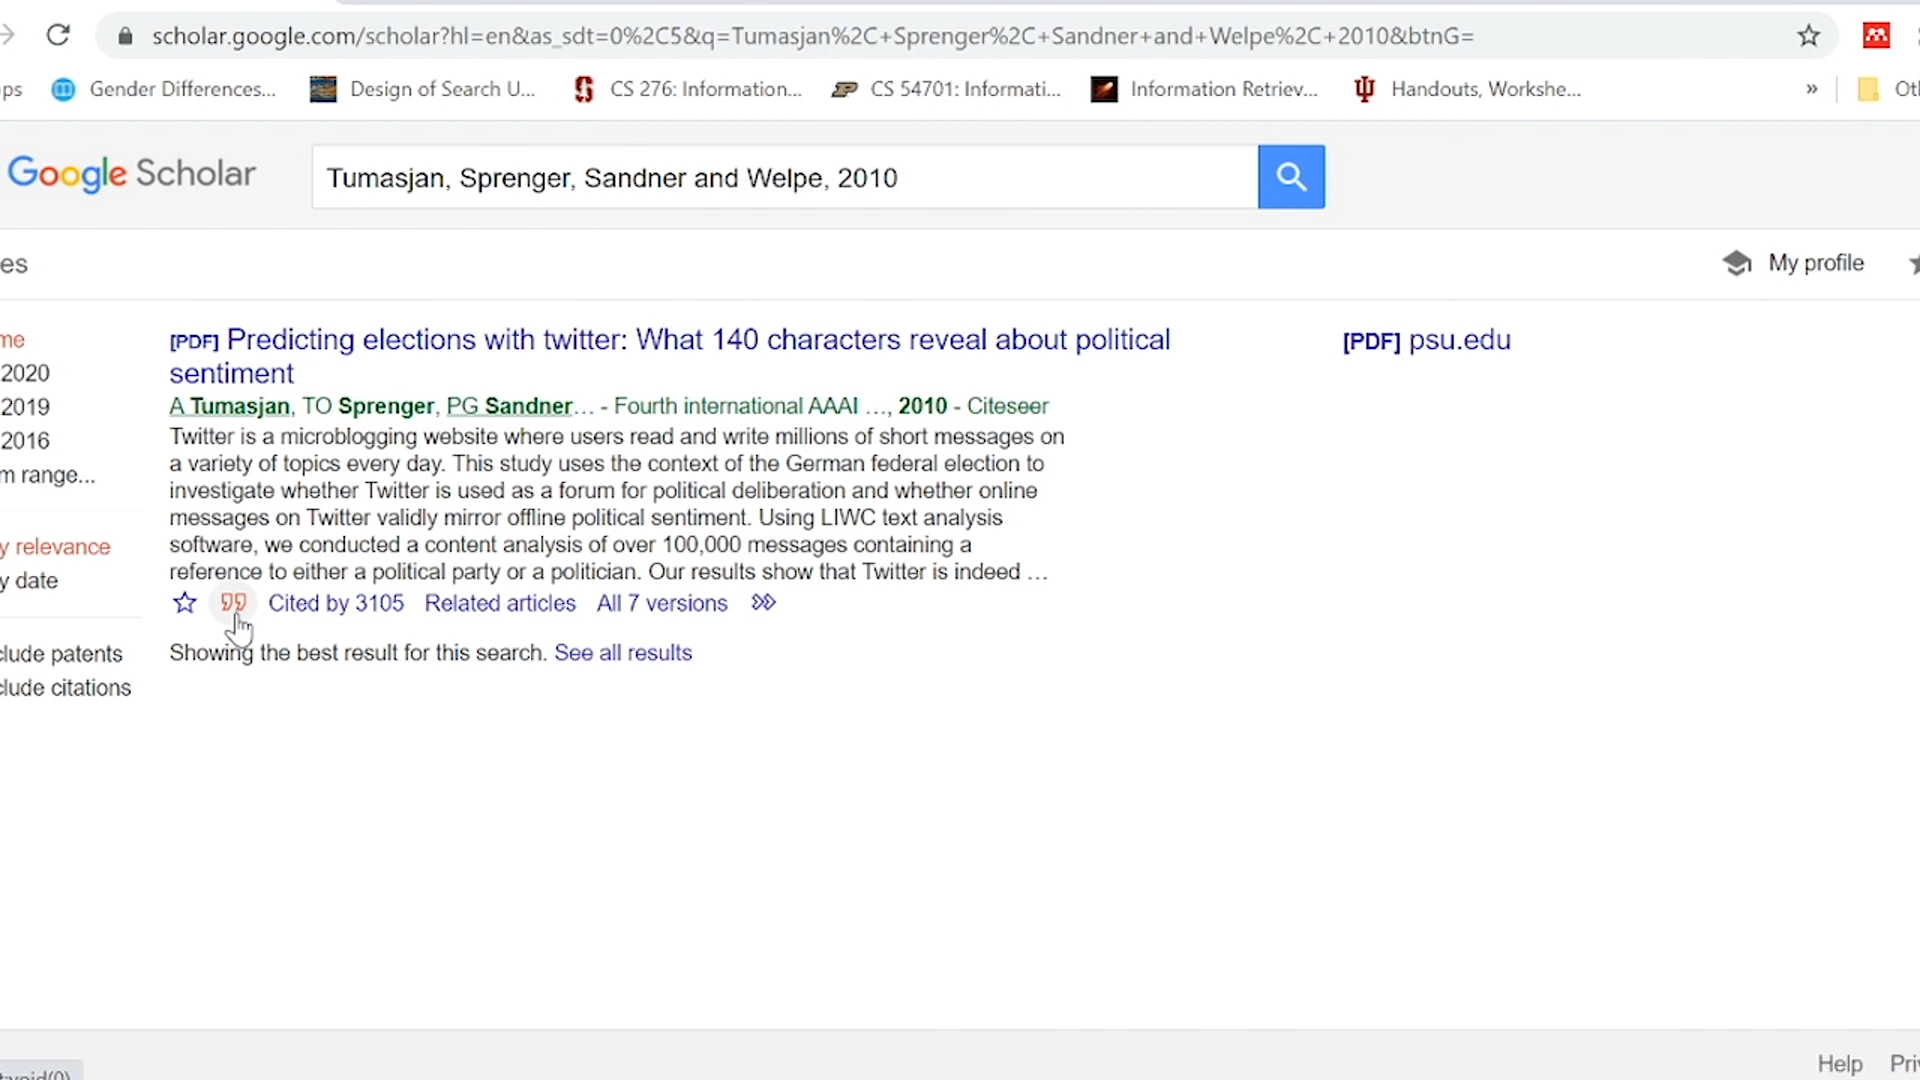 scholar.google.com/scholar?hl=en&as_sdt=0%2C5&q=Tumasjan%2C+Sprenger%2C+Sandner+and+Welpe%2C+2010&btnG=
ps Gender Differences... Design of Search U... CS 276: Information... CS 54701: Informati... Information Retriev... Handouts, Workshe... » Oth
Google Scholar Tumasjan, Sprenger, Sandner and Welpe, 2010
es My profile
me
2020
2019
2016
m range...
y relevance
y date
clude patents
clude citations
[PDF] Predicting elections with twitter: What 140 characters reveal about political
sentiment
[PDF] psu.edu
A Tumasjan, TO Sprenger, PG Sandner… - Fourth international AAAI …, 2010 - Citeseer
Twitter is a microblogging website where users read and write millions of short messages on
a variety of topics every day. This study uses the context of the German federal election to
investigate whether Twitter is used as a forum for political deliberation and whether online
messages on Twitter validly mirror offline political sentiment. Using LIWC text analysis
software, we conducted a content analysis of over 100,000 messages containing a
reference to either a political party or a politician. Our results show that Twitter is indeed …
Cited by 3105 Related articles All 7 versions
Showing the best result for this search. See all results
Help Priv
t:void(0)